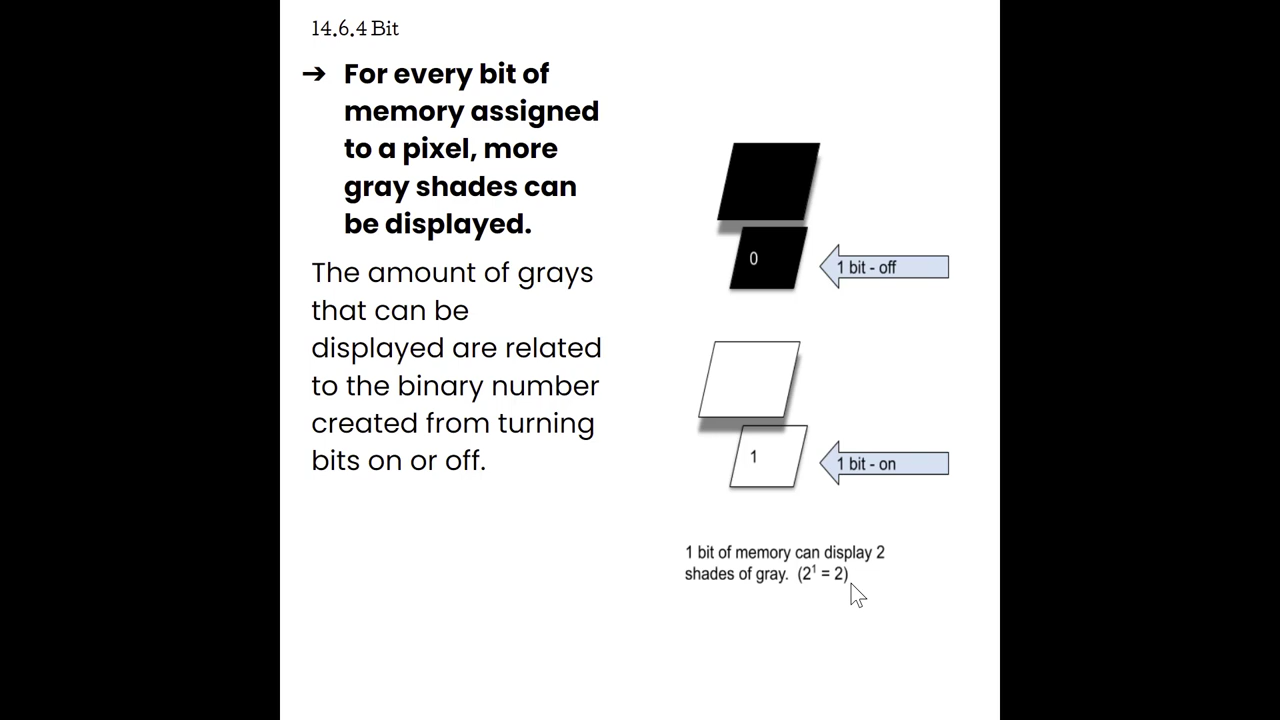 14.6.4 Bit
➔ For every bit of
memory assigned
to a pixel, more
gray shades can
be displayed.
The amount of grays
that can be
displayed are related
to the binary number
created from turning
bits on or off.
0
1 bit - off
1
1 bit - on
1 bit of memory can display 2
shades of gray. (2¹ = 2)